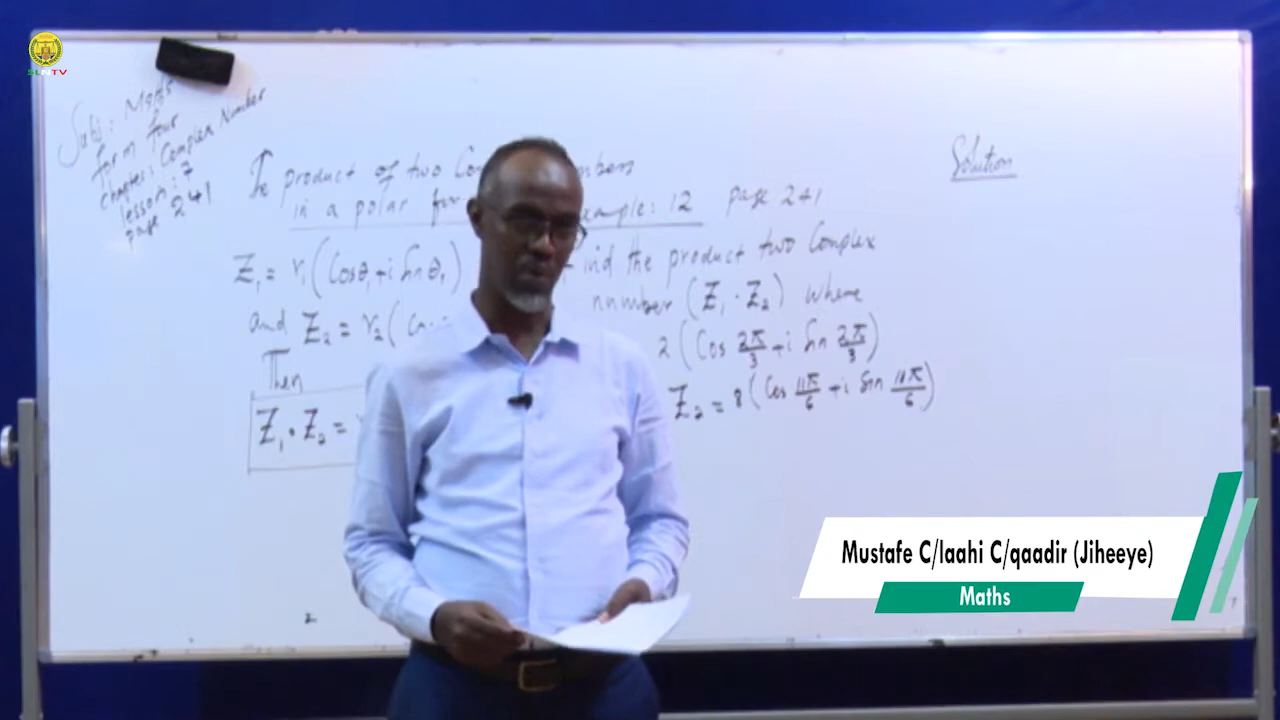 SLNTV
Subj: Maths
form four
chapter: Complex Number
lesson: 7
page 241
The product of two Co mbers
in a polar for xample: 12 page 241
Z₁ = r₁(Cosθ₁ + i Sinθ₁)
and Z₂ = r₂(
Then
Z₁ · Z₂ =
ind the product two Complex
number (Z₁ · Z₂) where
2 (Cos 2π/3 + i Sin 2π/3)
Z₂ = 8 (Cos 11π/6 + i Sin 11π/6)
Solution
Mustafe C/laahi C/qaadir (Jiheeye)
Maths